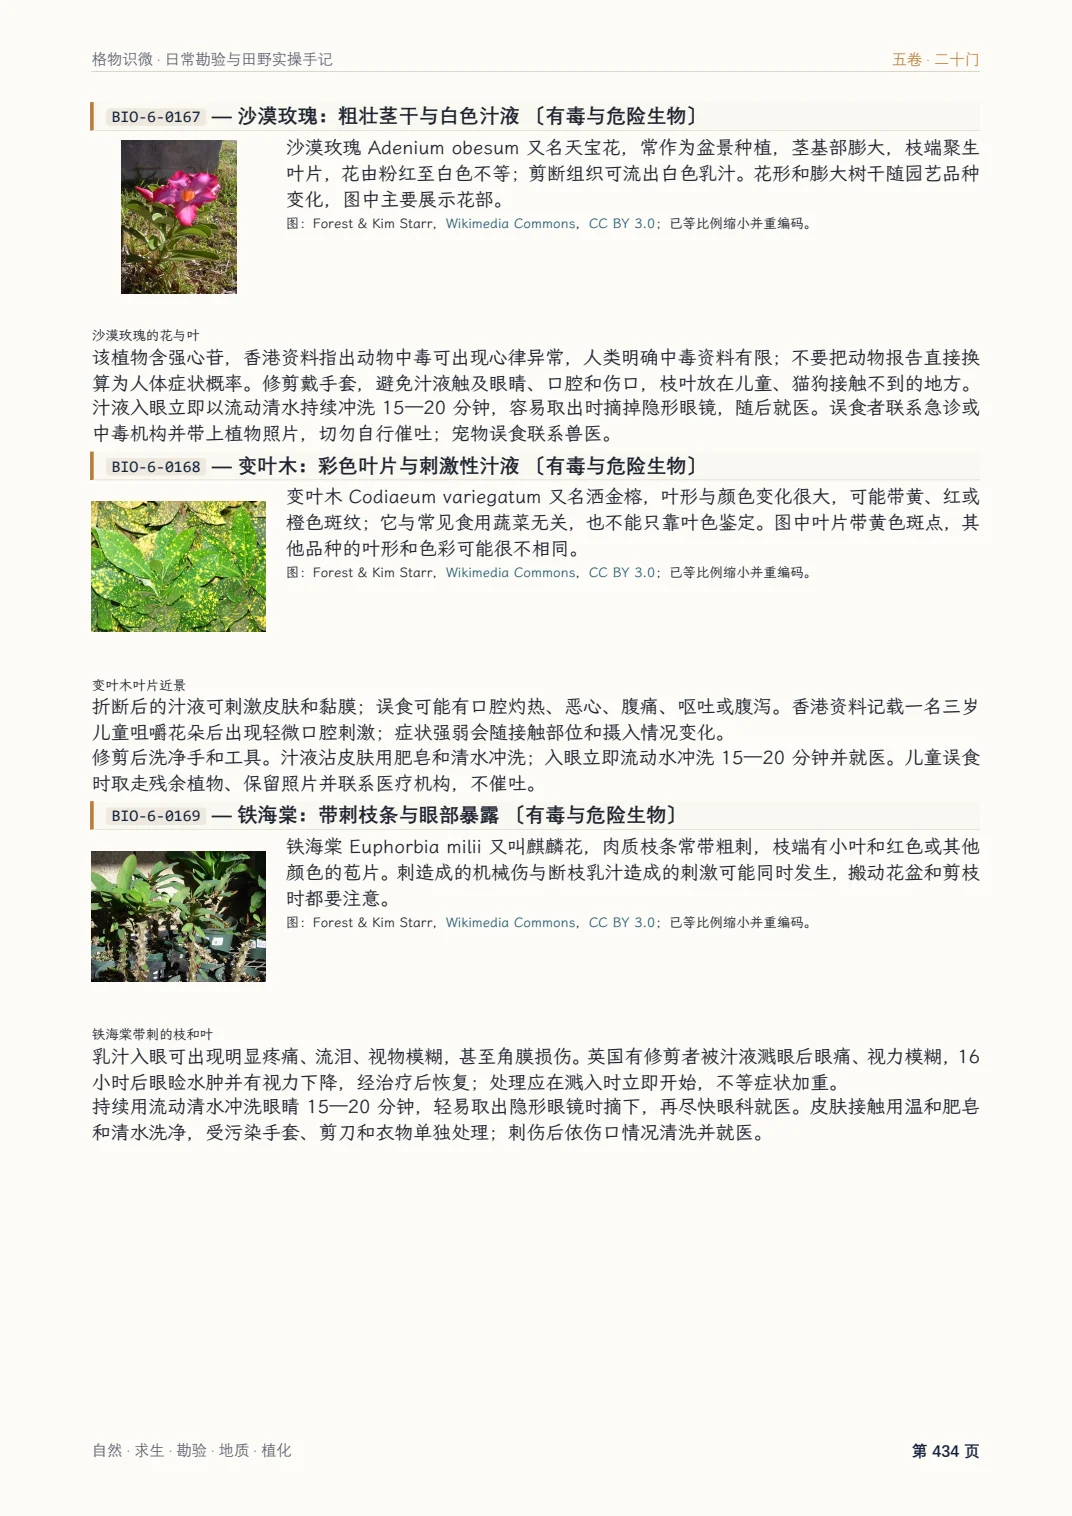 格物识微 · 日常勘验与田野实操手记
五卷 · 二十门
BIO-6-0167 — 沙漠玫瑰：粗壮茎干与白色汁液 〔有毒与危险生物〕
沙漠玫瑰 Adenium obesum 又名天宝花，常作为盆景种植，茎基部膨大，枝端聚生
叶片，花由粉红至白色不等；剪断组织可流出白色乳汁。花形和膨大树干随园艺品种
变化，图中主要展示花部。
图：Forest & Kim Starr，Wikimedia Commons，CC BY 3.0；已等比例缩小并重编码。
沙漠玫瑰的花与叶
该植物含强心苷，香港资料指出动物中毒可出现心律异常，人类明确中毒资料有限；不要把动物报告直接换
算为人体症状概率。修剪戴手套，避免汁液触及眼睛、口腔和伤口，枝叶放在儿童、猫狗接触不到的地方。
汁液入眼立即以流动清水持续冲洗 15—20 分钟，容易取出时摘掉隐形眼镜，随后就医。误食者联系急诊或
中毒机构并带上植物照片，切勿自行催吐；宠物误食联系兽医。
BIO-6-0168 — 变叶木：彩色叶片与刺激性汁液 〔有毒与危险生物〕
变叶木 Codiaeum variegatum 又名洒金榕，叶形与颜色变化很大，可能带黄、红或
橙色斑纹；它与常见食用蔬菜无关，也不能只靠叶色鉴定。图中叶片带黄色斑点，其
他品种的叶形和色彩可能很不相同。
图：Forest & Kim Starr，Wikimedia Commons，CC BY 3.0；已等比例缩小并重编码。
变叶木叶片近景
折断后的汁液可刺激皮肤和黏膜；误食可能有口腔灼热、恶心、腹痛、呕吐或腹泻。香港资料记载一名三岁
儿童咀嚼花朵后出现轻微口腔刺激；症状强弱会随接触部位和摄入情况变化。
修剪后洗净手和工具。汁液沾皮肤用肥皂和清水冲洗；入眼立即流动水冲洗 15—20 分钟并就医。儿童误食
时取走残余植物、保留照片并联系医疗机构，不催吐。
BIO-6-0169 — 铁海棠：带刺枝条与眼部暴露 〔有毒与危险生物〕
铁海棠 Euphorbia milii 又叫麒麟花，肉质枝条常带粗刺，枝端有小叶和红色或其他
颜色的苞片。刺造成的机械伤与断枝乳汁造成的刺激可能同时发生，搬动花盆和剪枝
时都要注意。
图：Forest & Kim Starr，Wikimedia Commons，CC BY 3.0；已等比例缩小并重编码。
铁海棠带刺的枝和叶
乳汁入眼可出现明显疼痛、流泪、视物模糊，甚至角膜损伤。英国有修剪者被汁液溅眼后眼痛、视力模糊，16
小时后眼睑水肿并有视力下降，经治疗后恢复；处理应在溅入时立即开始，不等症状加重。
持续用流动清水冲洗眼睛 15—20 分钟，轻易取出隐形眼镜时摘下，再尽快眼科就医。皮肤接触用温和肥皂
和清水洗净，受污染手套、剪刀和衣物单独处理；刺伤后依伤口情况清洗并就医。
自然 · 求生 · 勘验 · 地质 · 植化
第 434 页